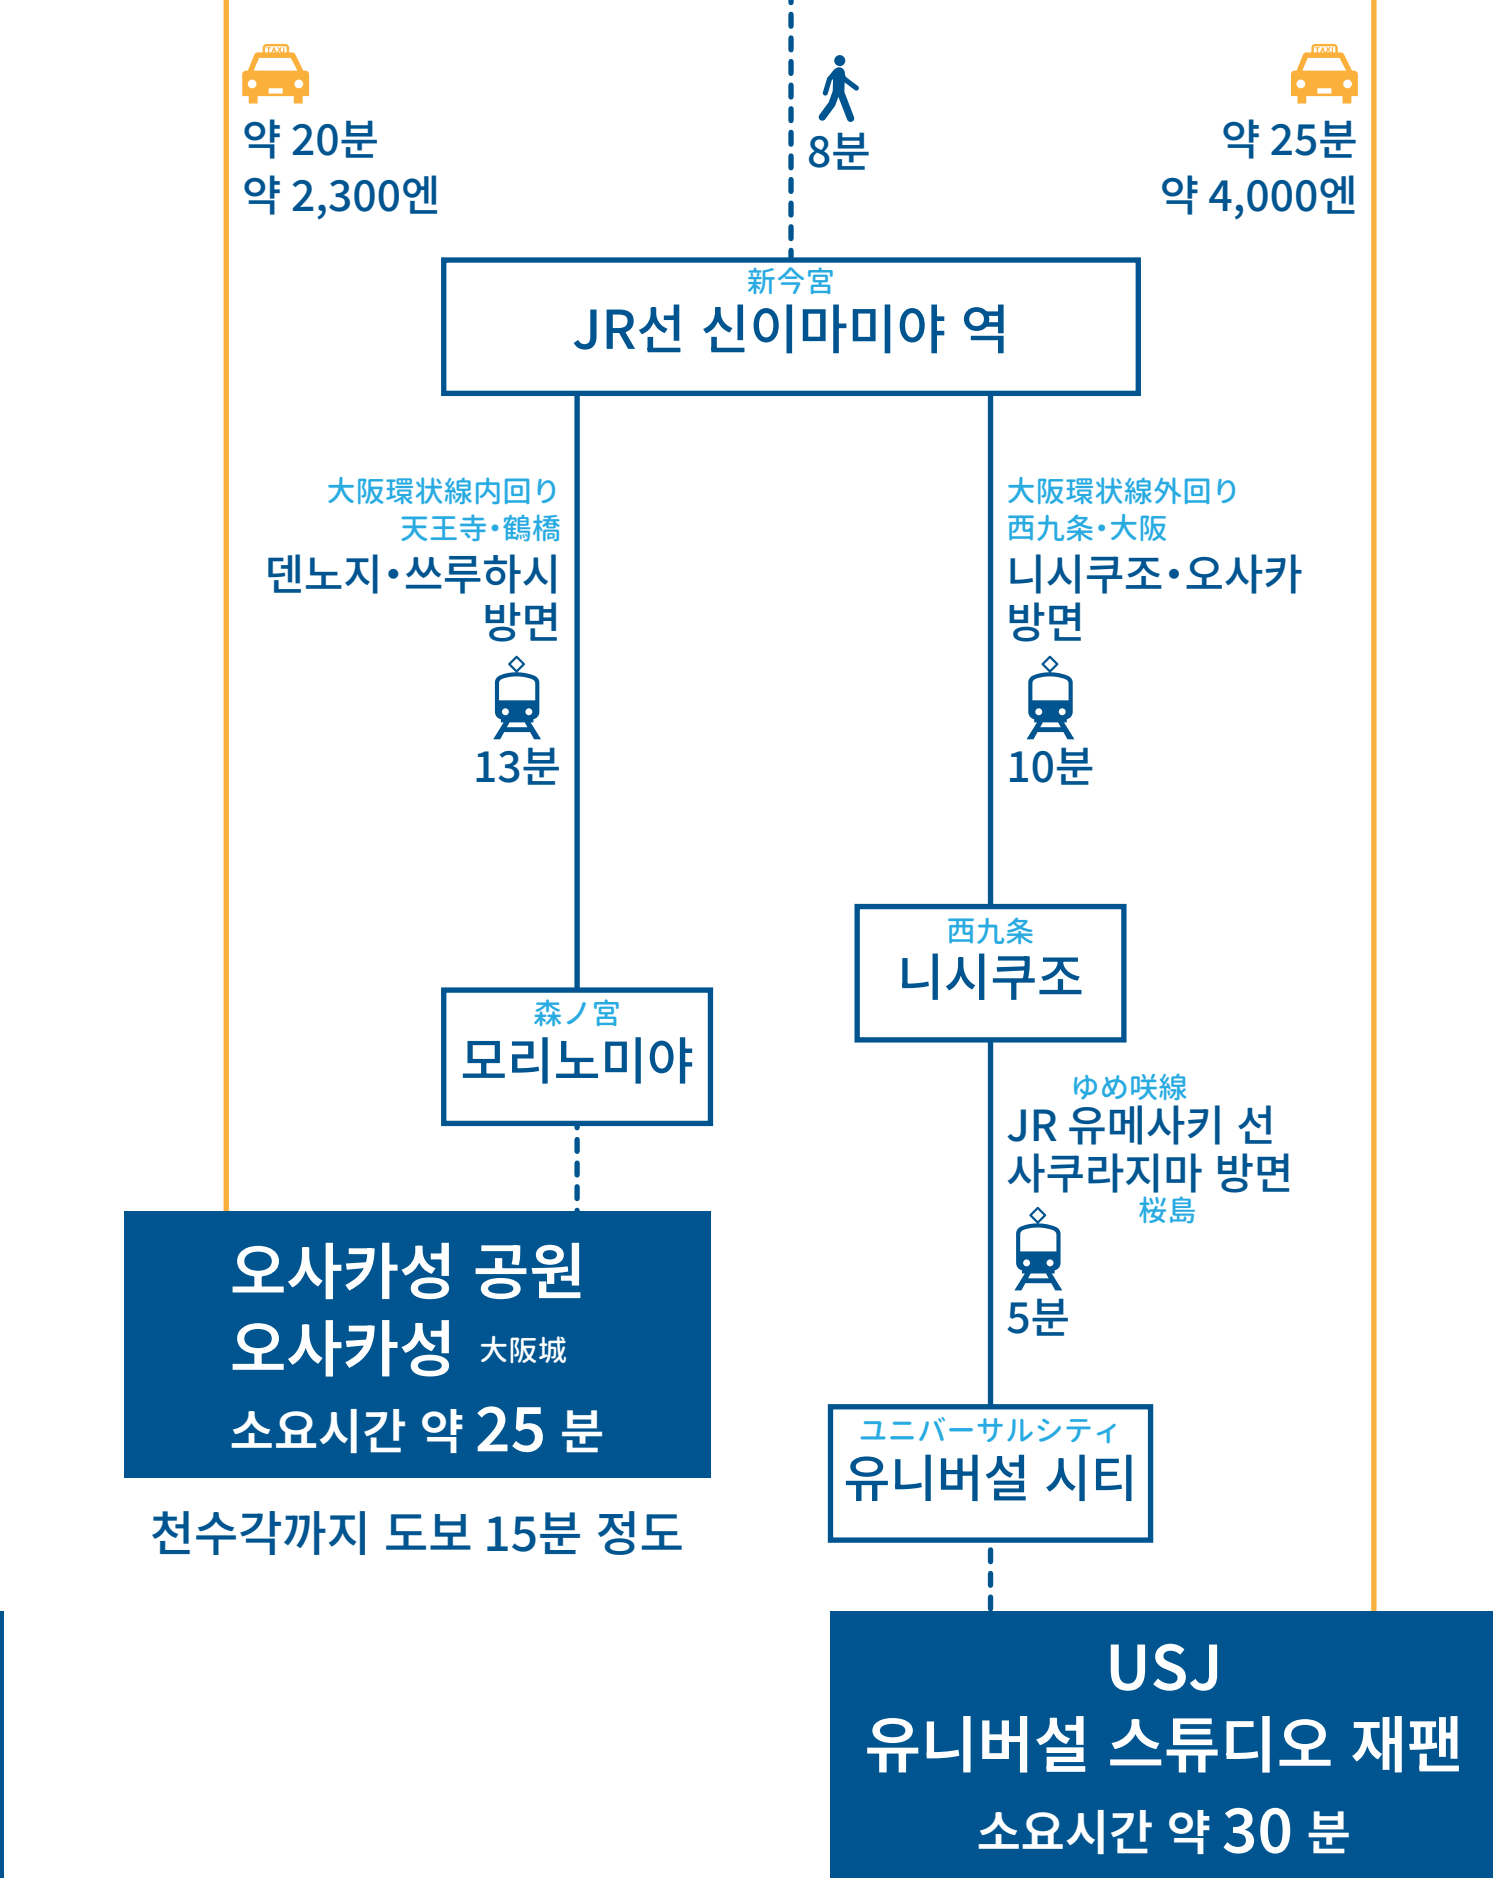 TAXI
약 20분
약 2,300엔
8분
TAXI
약 25분
약 4,000엔
新今宮
JR선 신이마미야 역
大阪環状線内回り
天王寺・鶴橋
덴노지・쓰루하시
방면
13분
大阪環状線外回り
西九条・大阪
니시쿠조・오사카
방면
10분
西九条
니시쿠조
森ノ宮
모리노미야
ゆめ咲線
JR 유메사키 선
사쿠라지마 방면
桜島
5분
오사카성 공원
오사카성 大阪城
소요시간 약 25 분
천수각까지 도보 15분 정도
ユニバーサルシティ
유니버설 시티
USJ
유니버설 스튜디오 재팬
소요시간 약 30 분